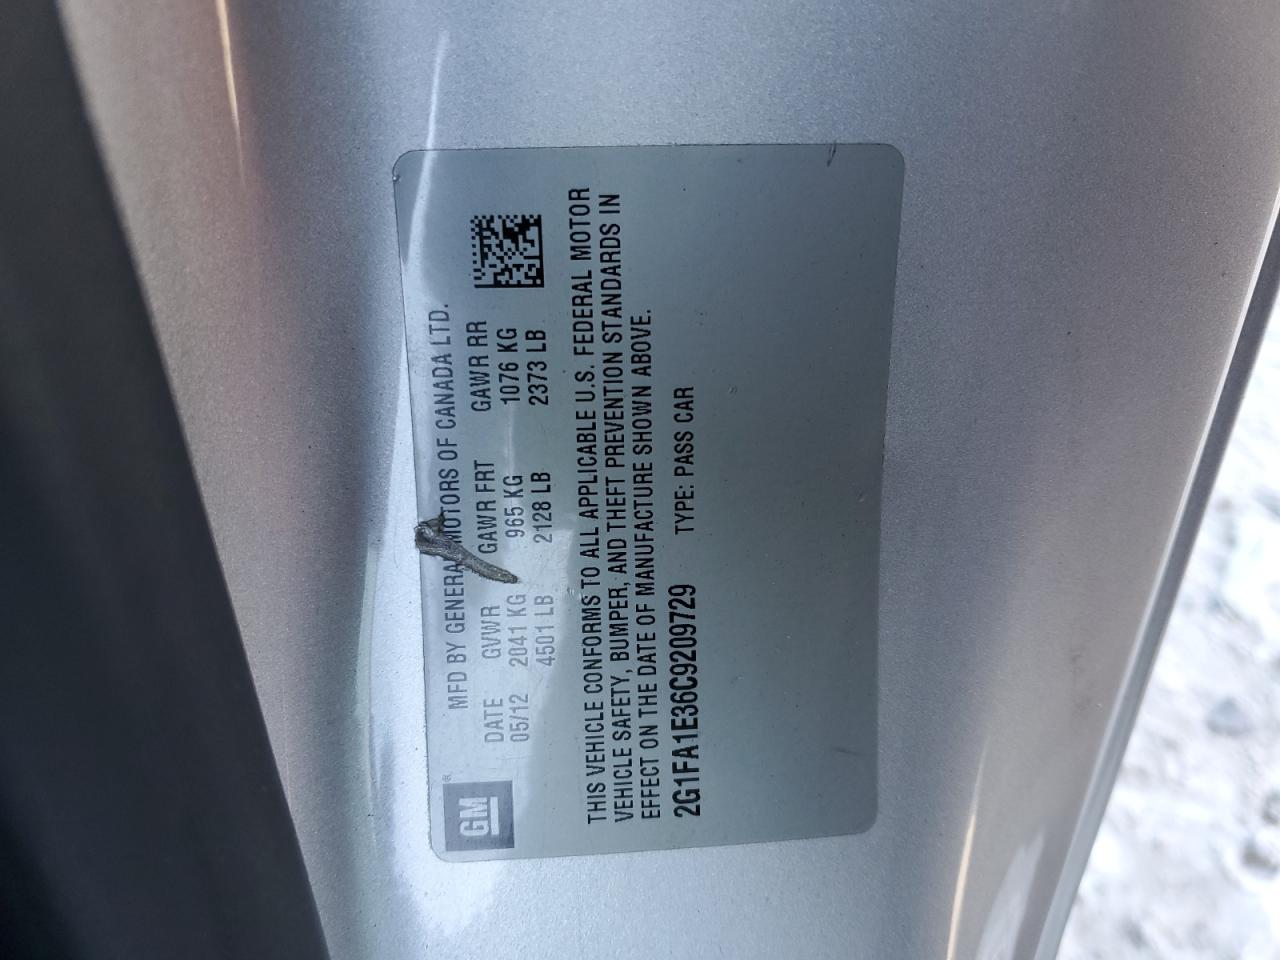 GM®
MFD BY GENERAL MOTORS OF CANADA LTD.
DATE GVWR GAWR FRT GAWR RR
05/12 2041 KG 965 KG 1076 KG
4501 LB 2128 LB 2373 LB
THIS VEHICLE CONFORMS TO ALL APPLICABLE U.S. FEDERAL MOTOR
VEHICLE SAFETY, BUMPER, AND THEFT PREVENTION STANDARDS IN
EFFECT ON THE DATE OF MANUFACTURE SHOWN ABOVE.
2G1FA1E36C9209729 TYPE: PASS CAR